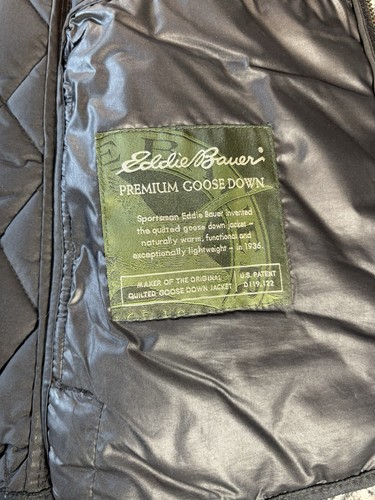 EB
Eddie Bauer
PREMIUM GOOSE DOWN
Sportsman Eddie Bauer invented
the quilted goose down jacket –
naturally warm, functional and
exceptionally lightweight – in 1936.
MAKER OF THE ORIGINAL
QUILTED GOOSE DOWN JACKET
U.S. PATENT
D119,122